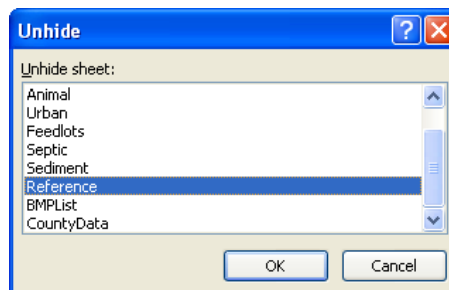 Unhide
Unhide sheet:
Animal
Urban
Feedlots
Septic
Sediment
Reference
BMPList
CountyData
OK Cancel